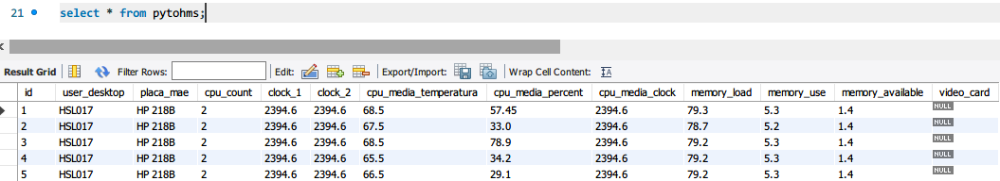 21 select * from pytohms;
Result Grid Filter Rows: Edit: Export/Import: Wrap Cell Content:
id user_desktop placa_mae cpu_count clock_1 clock_2 cpu_media_temperatura cpu_media_percent cpu_media_clock memory_load memory_use memory_available video_card
1 HSL017 HP 218B 2 2394.6 2394.6 68.5 57.45 2394.6 79.3 5.3 1.4 NULL
2 HSL017 HP 218B 2 2394.6 2394.6 67.5 33.0 2394.6 78.7 5.2 1.4 NULL
3 HSL017 HP 218B 2 2394.6 2394.6 68.5 78.9 2394.6 79.2 5.3 1.4 NULL
4 HSL017 HP 218B 2 2394.6 2394.6 65.5 34.2 2394.6 79.2 5.3 1.4 NULL
5 HSL017 HP 218B 2 2394.6 2394.6 66.5 29.1 2394.6 79.2 5.3 1.4 NULL